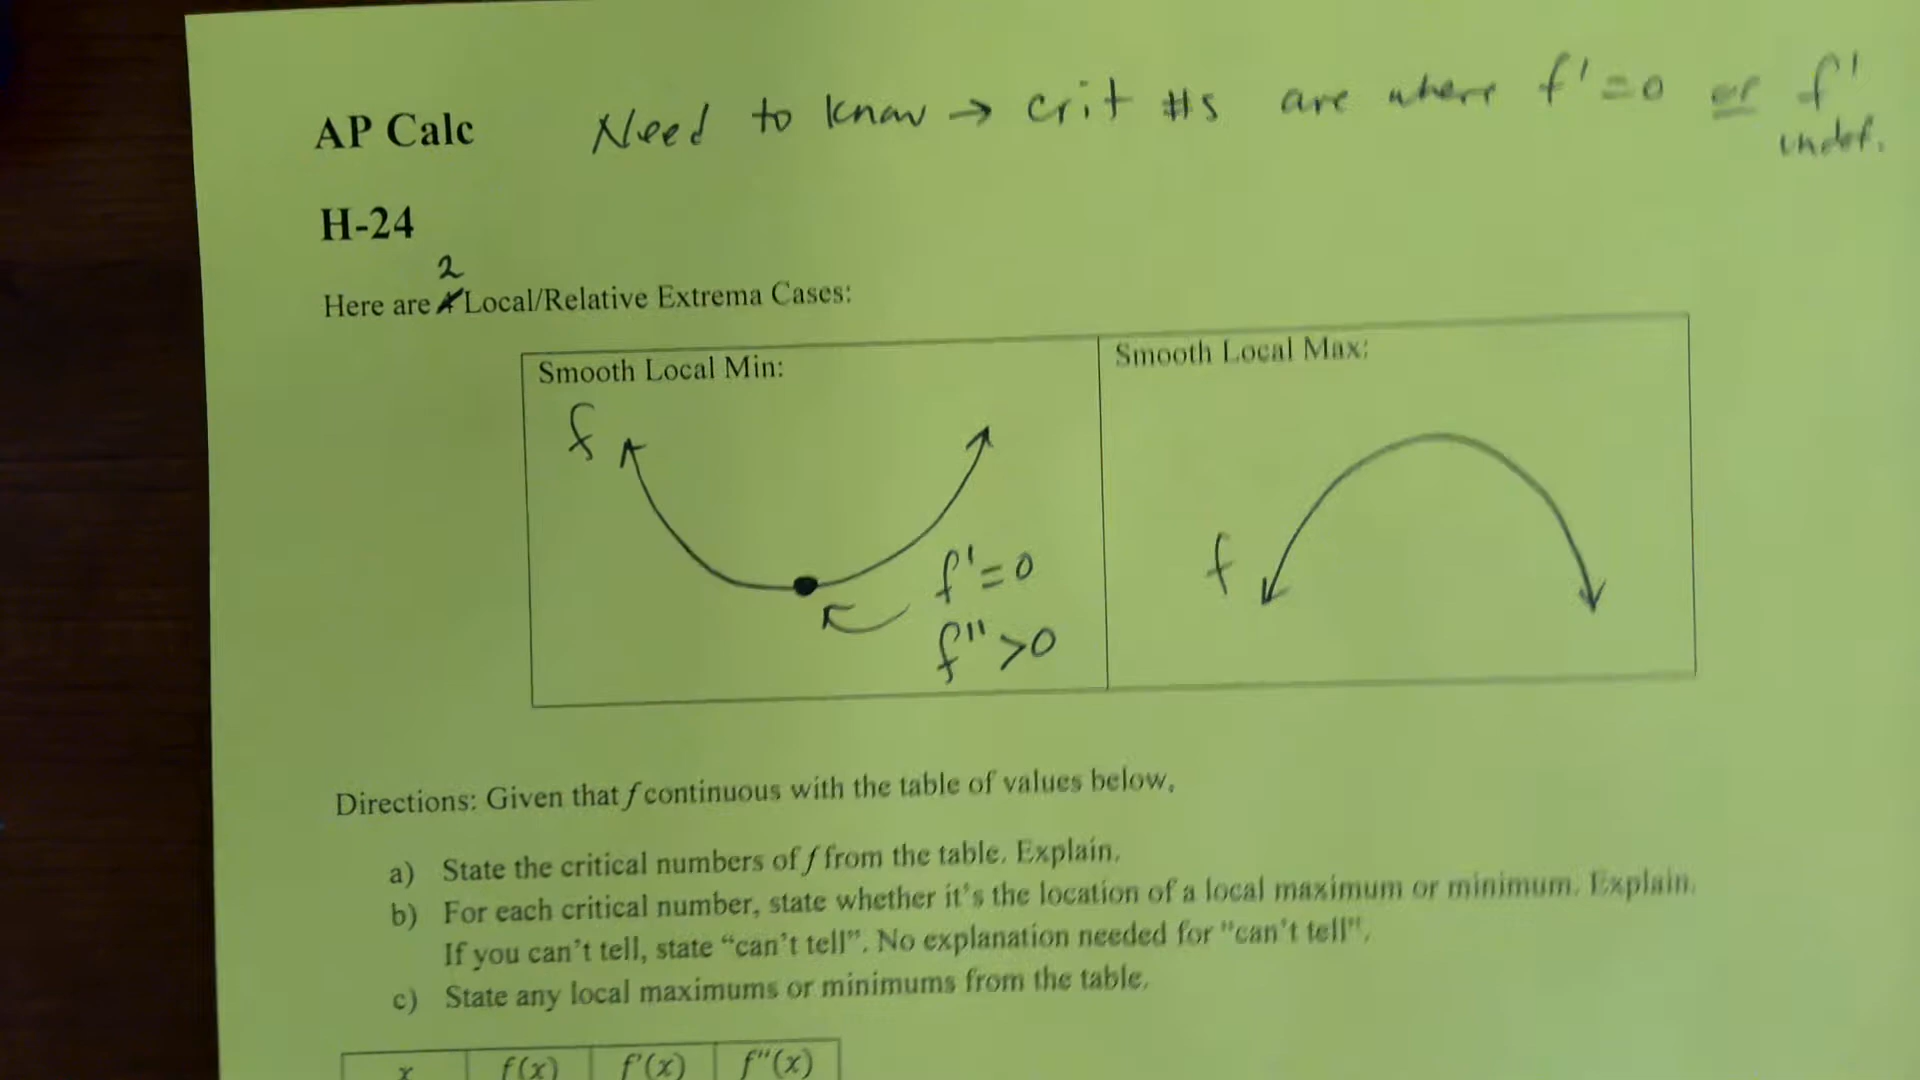 AP Calc Need to know → crit #s are where f'=0 or f'
undef.
H-24
2
Here are Local/Relative Extrema Cases:
Smooth Local Min:
Smooth Local Max:
f
f
f'=0
f">0
Directions: Given that f continuous with the table of values below,
a) State the critical numbers of f from the table. Explain.
b) For each critical number, state whether it's the location of a local maximum or minimum. Explain.
If you can't tell, state "can't tell". No explanation needed for "can't tell".
c) State any local maximums or minimums from the table.
x f(x) f'(x) f"(x)